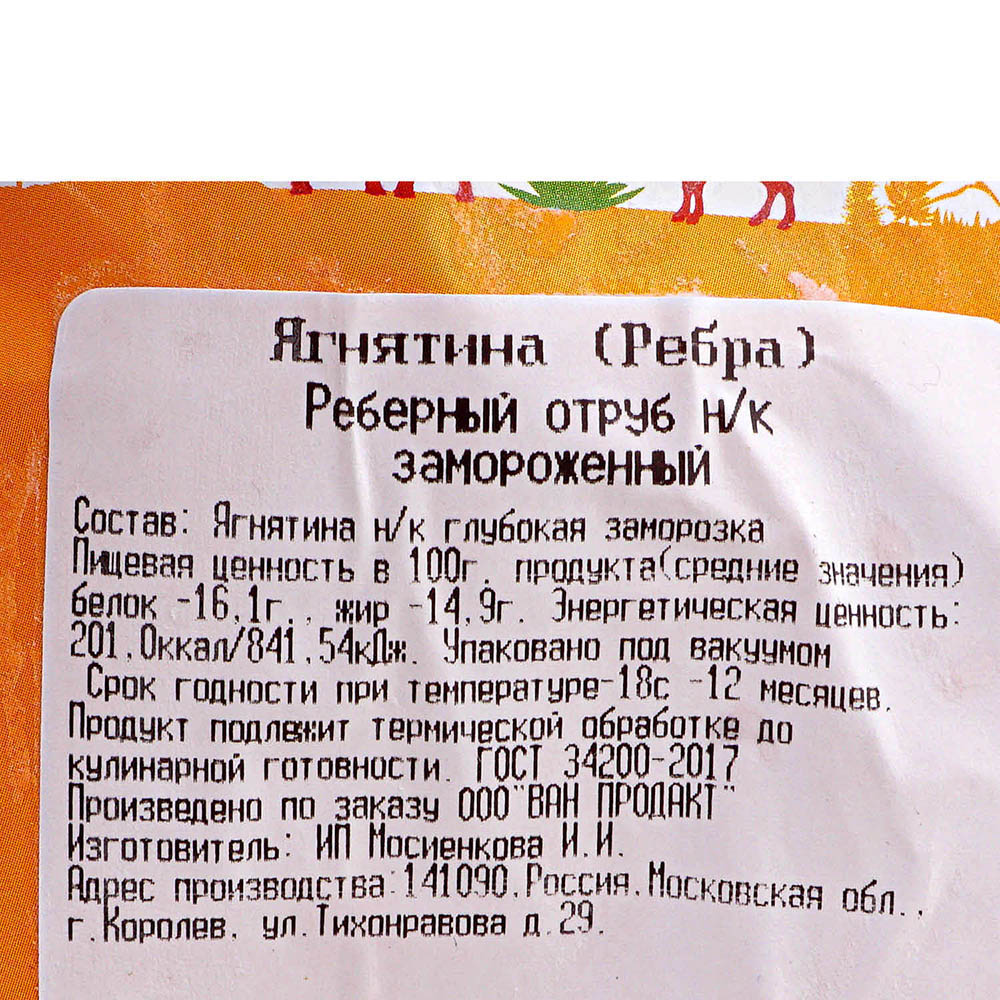 Ягнятина (Ребра)
Реберный отруб н/к
замороженный
Состав: Ягнятина н/к глубокая заморозка
Пищевая ценность в 100г. продукта(средние значения)
белок -16,1г., жир -14,9г. Энергетическая ценность:
201,0ккал/841,54кДж. Упаковано под вакуумом
Срок годности при температуре-18с -12 месяцев.
Продукт подлежит термической обработке до
кулинарной готовности. ГОСТ 34200-2017
Произведено по заказу ООО"ВАН ПРОДАКТ"
Изготовитель: ИП Мосиенкова И.И.
Адрес производства:141090,Россия,Московская обл.,
г.Королев, ул.Тихонравова д.29.